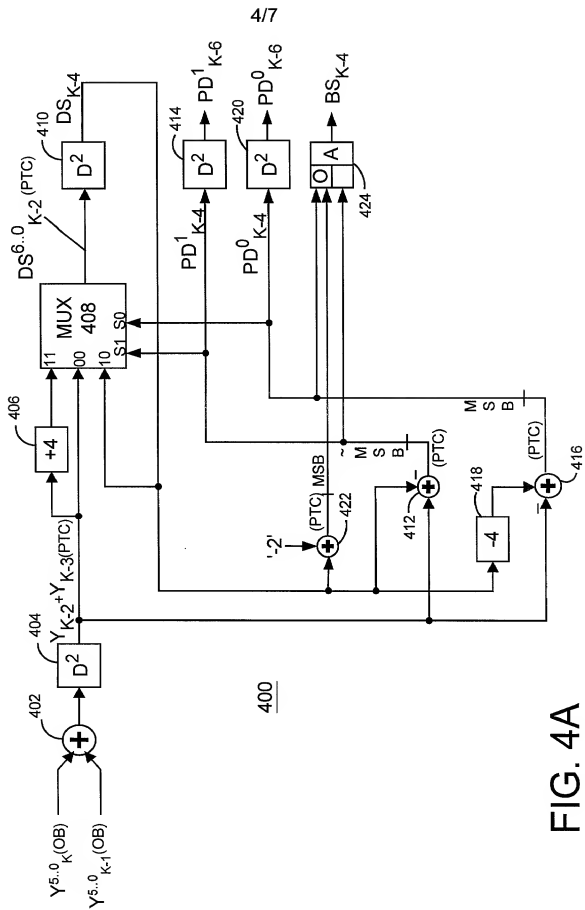 4/7
Y^5..0_K(OB)
Y^5..0_K-1(OB)
402
+
404
D^2
Y_K-2+Y_K-3(PTC)
406
+4
11
00
10
MUX
408
S1
S0
DS^6..0_K-2(PTC)
410
D^2
DS_K-4
PD^1_K-4
414
D^2
PD^1_K-6
PD^0_K-4
420
D^2
PD^0_K-6
O
A
424
BS_K-4
'-2'
+
422
(PTC)
MSB
~
M
S
B
(PTC)
412
+
-
M
S
B
(PTC)
418
-4
+
-
416
400
FIG. 4A